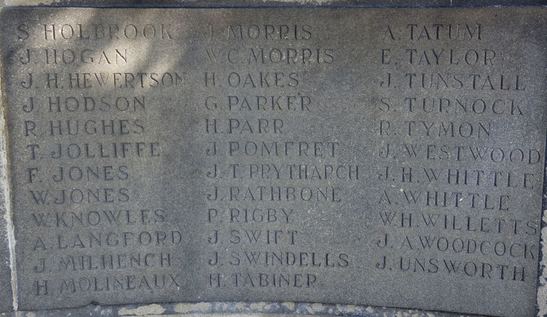 S. HOLBROOK
J. HOGAN
J. H. HEWERTSON
J. HODSON
R. HUGHES
T. JOLLIFFE
F. JONES
W. JONES
W. KNOWLES
A. LANGFORD
J. MILHENCH
H. MOLINEAUX
J. MORRIS
W. C. MORRIS
H. OAKES
G. PARKER
H. PARR
J. POMFRET
J. T. PRYTHARCH
J. RATHBONE
P. RIGBY
J. SWIFT
J. SWINDELLS
H. TABINER
A. TATUM
E. TAYLOR
J. TUNSTALL
S. TURNOCK
R. TYMON
J. WESTWOOD
J. H. WHITTLE
A. WHITTLE
W. H. WILLETTS
J. A. WOODCOCK
J. UNSWORTH